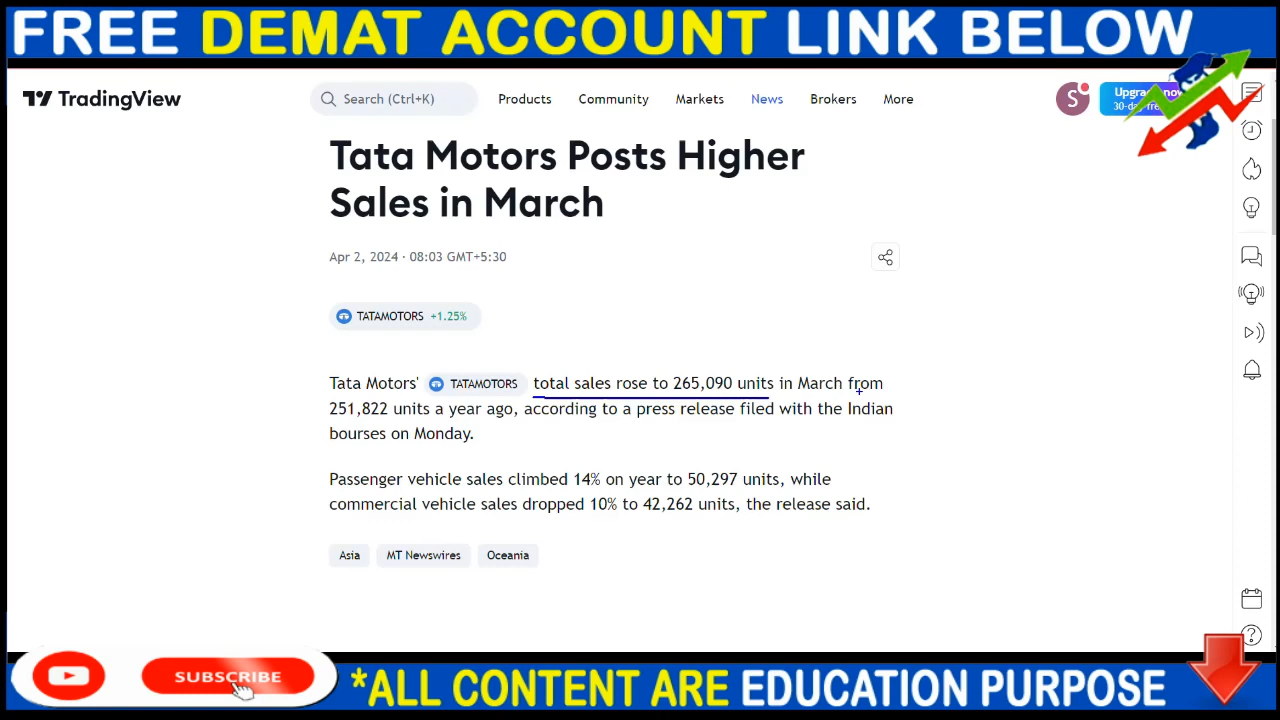 FREE DEMAT ACCOUNT LINK BELOW
TradingView
Search (Ctrl+K)
Products
Community
Markets
News
Brokers
More
S
Upgrade now
30-day free
Tata Motors Posts Higher
Sales in March
Apr 2, 2024 · 08:03 GMT+5:30
TATAMOTORS +1.25%
Tata Motors' TATAMOTORS total sales rose to 265,090 units in March from
251,822 units a year ago, according to a press release filed with the Indian
bourses on Monday.
Passenger vehicle sales climbed 14% on year to 50,297 units, while
commercial vehicle sales dropped 10% to 42,262 units, the release said.
Asia
MT Newswires
Oceania
SUBSCRIBE
*ALL CONTENT ARE EDUCATION PURPOSE